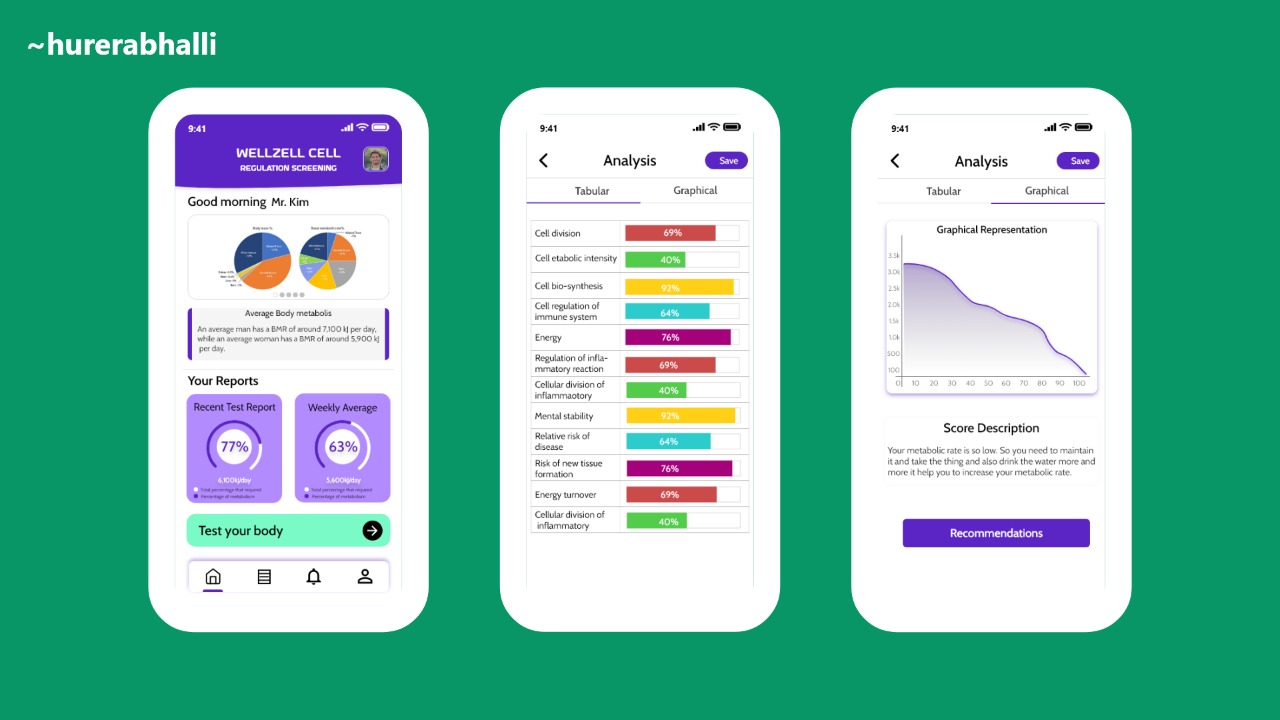 ~hurerabhalli
9:41
WELLZELL CELL
REGULATION SCREENING
Good morning Mr. Kim
Average Body metabolis
An average man has a BMR of around 7,100 kJ per day,
while an average woman has a BMR of around 5,900 kJ
per day.
Your Reports
Recent Test Report
77%
6,100kj/day
Total percentage that required
Percentage of metabolism
Weekly Average
63%
5,600kj/day
Total percentage that required
Percentage of metabolism
Test your body
9:41
Analysis
Save
Tabular Graphical
Cell division 69%
Cell etabolic intensity 40%
Cell bio-synthesis 92%
Cell regulation of
immune system 64%
Energy 76%
Regulation of infla-
mmatory reaction 69%
Cellular division of
inflammaotory 40%
Mental stability 92%
Relative risk of
disease 64%
Risk of new tissue
formation 76%
Energy turnover 69%
Cellular division of
inflammatory 40%
9:41
Analysis
Save
Tabular Graphical
Graphical Representation
3.5k
3.0k
2.5k
2.0k
1.5k
1.0k
500
100
0 10 20 30 40 50 60 70 80 90 100
Score Description
Your metabolic rate is so low. So you need to maintain
it and take the thing and also drink the water more and
more it help you to increase your metabolic rate.
Recommendations